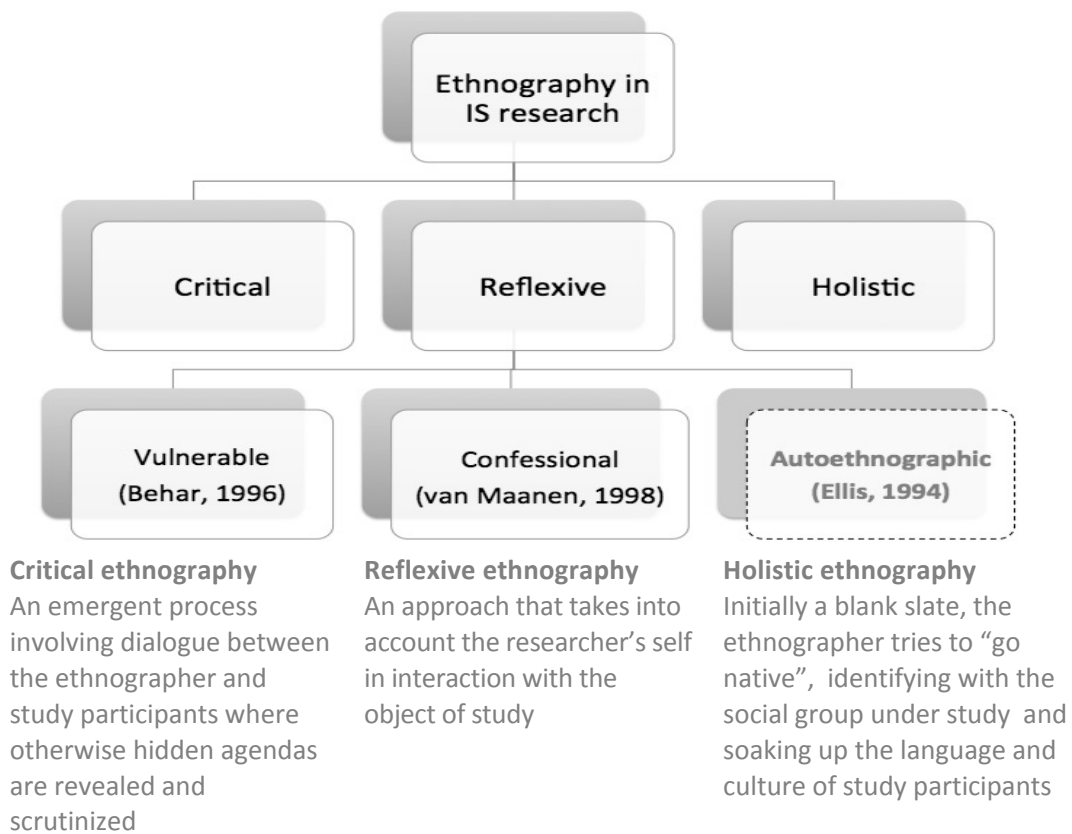 Ethnography in
IS research
Critical
Reflexive
Holistic
Vulnerable
(Behar, 1996)
Confessional
(van Maanen, 1998)
Autoethnographic
(Ellis, 1994)
Critical ethnography
An emergent process
involving dialogue between
the ethnographer and
study participants where
otherwise hidden agendas
are revealed and
scrutinized
Reflexive ethnography
An approach that takes into
account the researcher’s self
in interaction with the
object of study
Holistic ethnography
Initially a blank slate, the
ethnographer tries to “go
native”,  identifying with the
social group under study  and
soaking up the language and
culture of study participants